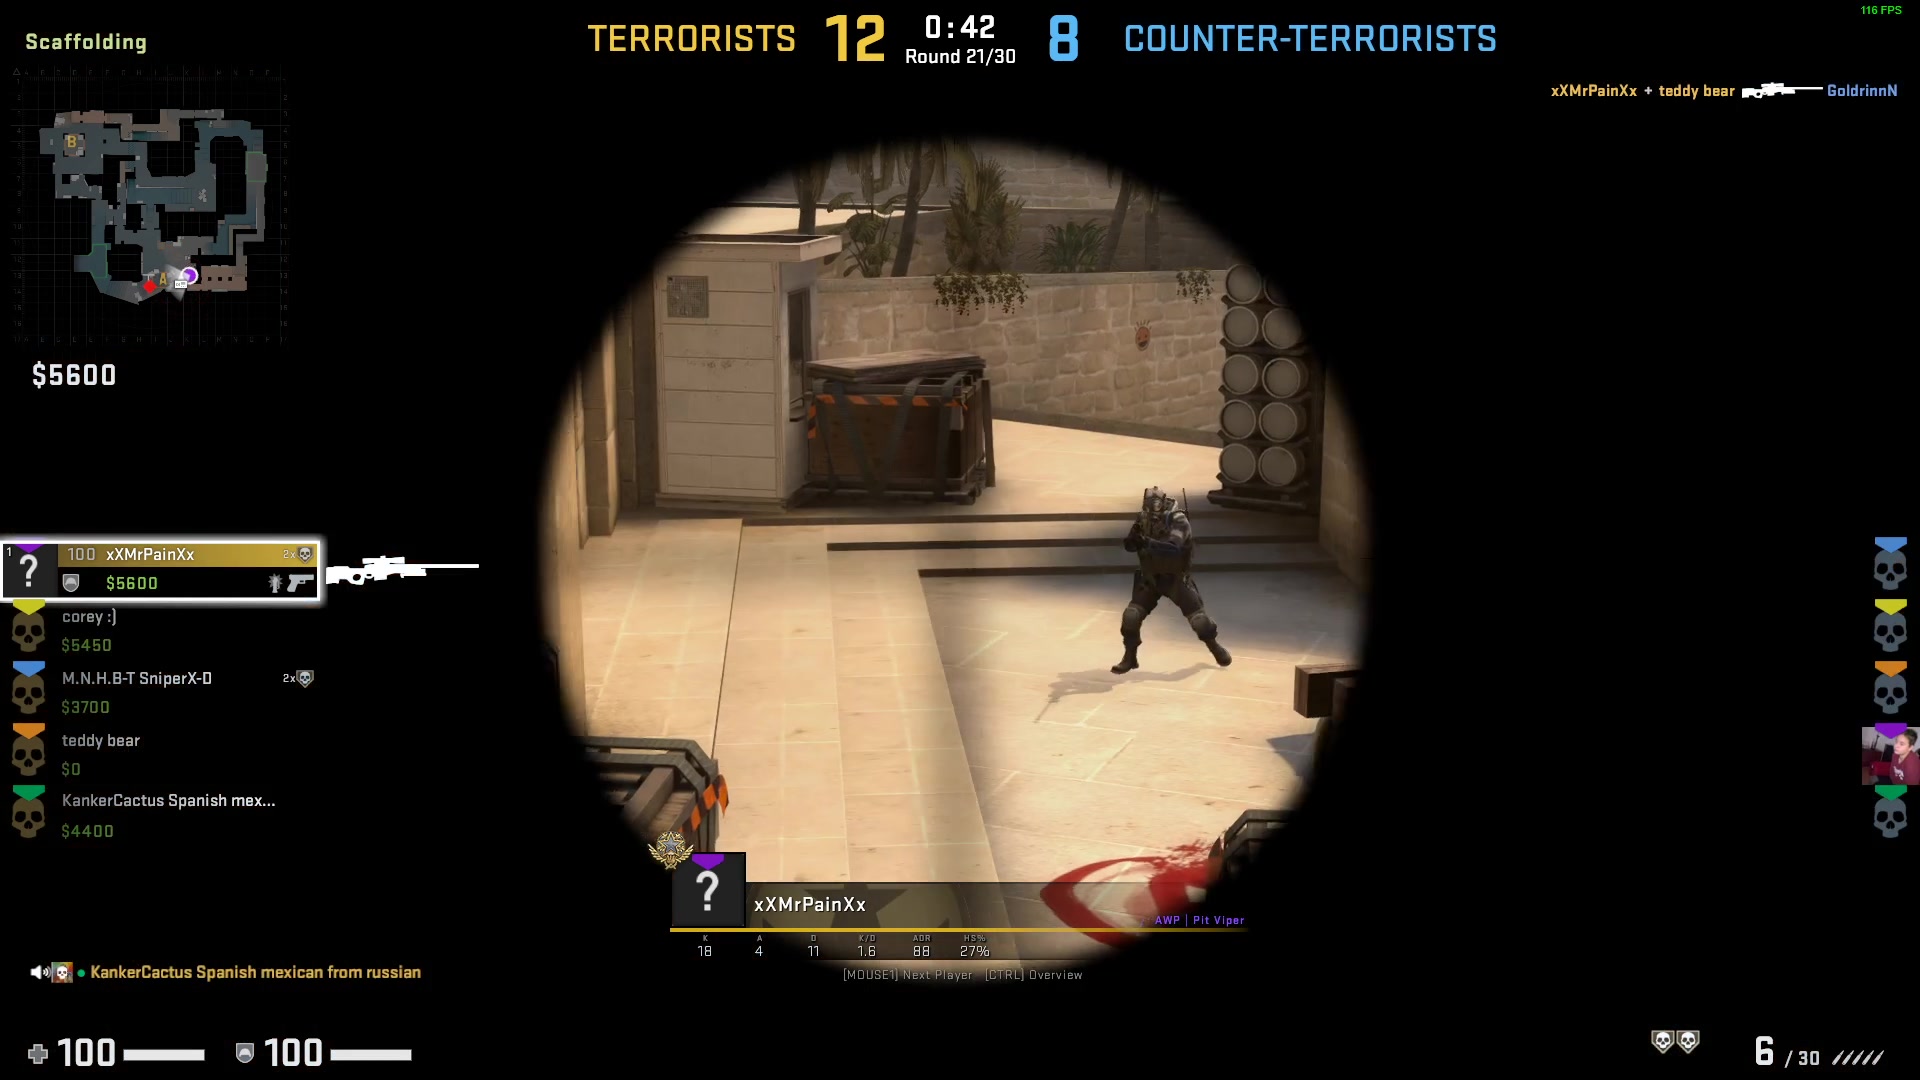 116 FPS
Scaffolding
TERRORISTS 12 0:42 8 COUNTER-TERRORISTS
Round 21/30
xXMrPainXx + teddy bear GoldrinnN
B
A
$5600
1 ? 100 xXMrPainXx 2x
$5600
corey :)
$5450
M.N.H.B-T SniperX-D 2x
$3700
teddy bear
$0
KankerCactus Spanish mex...
$4400
? xXMrPainXx
AWP | Pit Viper
K A D K/D ADR HS%
18 4 11 1.6 88 27%
[MOUSE1] Next Player [CTRL] Overview
KankerCactus Spanish mexican from russian
100 100
6 / 30